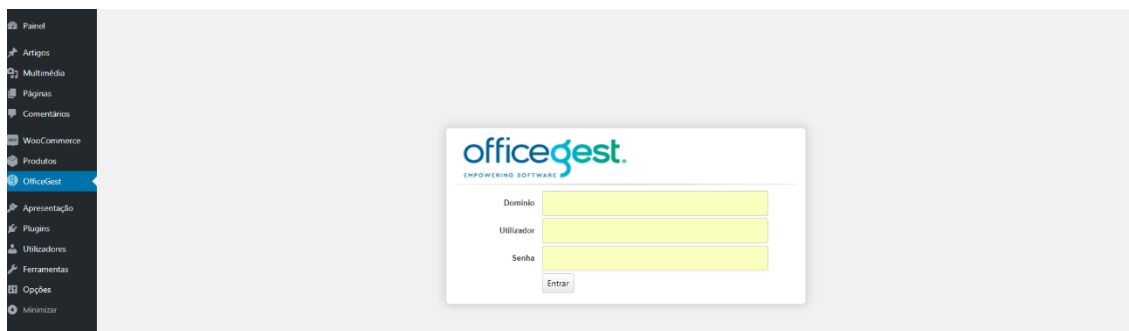 Painel
Artigos
Multimédia
Páginas
Comentários
WooCommerce
Produtos
OfficeGest
Apresentação
Plugins
Utilizadores
Ferramentas
Opções
Minimizar
officegest.
EMPOWERING SOFTWARE
Dominio
Utilizador
Senha
Entrar